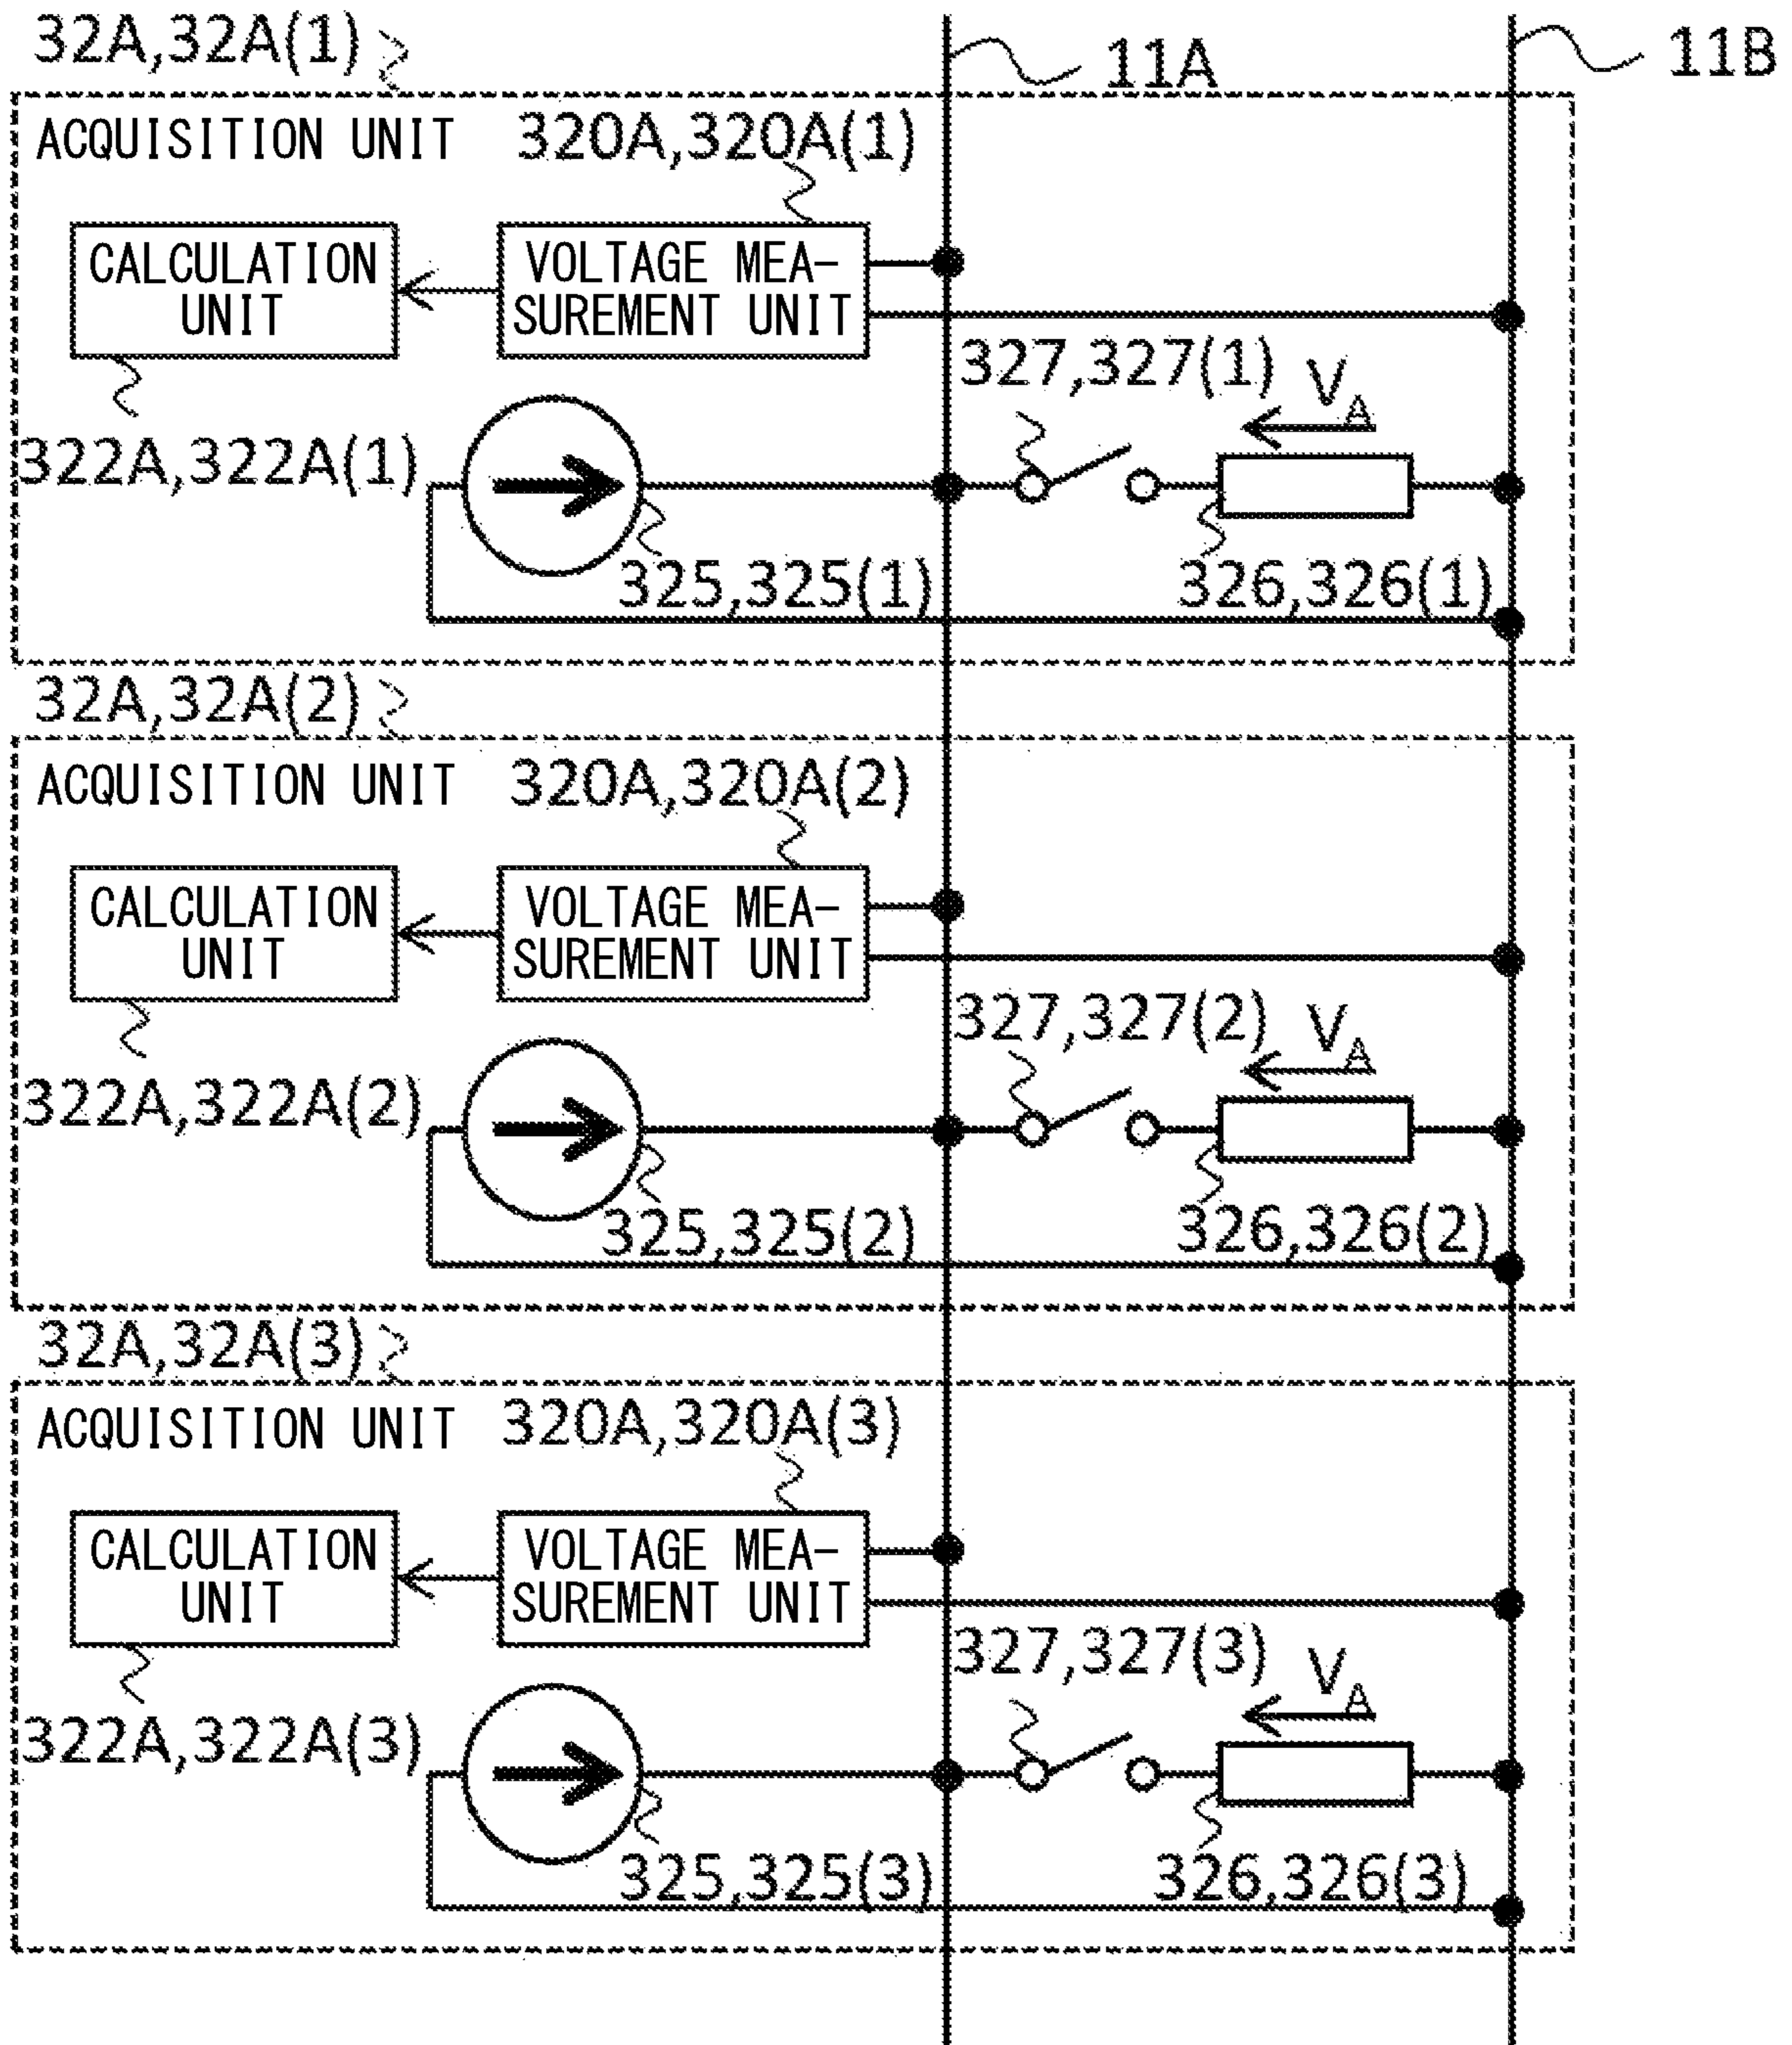 32A,32A(1)
11A
11B
ACQUISITION UNIT
320A,320A(1)
CALCULATION
UNIT
VOLTAGE MEA-
SUREMENT UNIT
327,327(1)
VA
322A,322A(1)
325,325(1)
326,326(1)
32A,32A(2)
ACQUISITION UNIT
320A,320A(2)
CALCULATION
UNIT
VOLTAGE MEA-
SUREMENT UNIT
327,327(2)
VA
322A,322A(2)
325,325(2)
326,326(2)
32A,32A(3)
ACQUISITION UNIT
320A,320A(3)
CALCULATION
UNIT
VOLTAGE MEA-
SUREMENT UNIT
327,327(3)
VA
322A,322A(3)
325,325(3)
326,326(3)